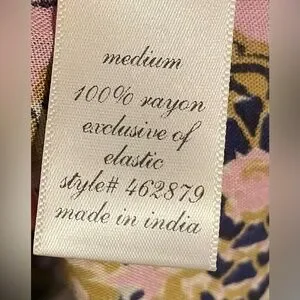 medium
100% rayon
exclusive of
elastic
style# 462879
made in india